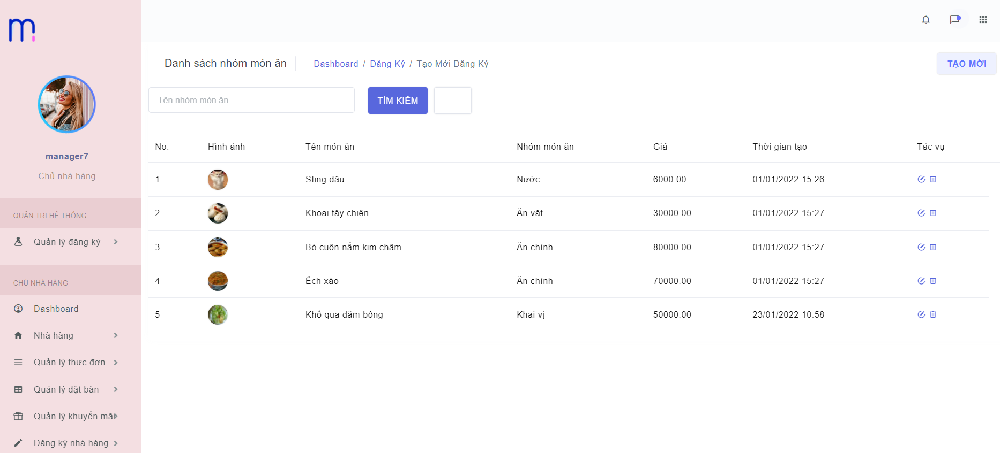 m
manager7
Chủ nhà hàng
QUẢN TRỊ HỆ THỐNG
Quản lý đăng ký
CHỦ NHÀ HÀNG
Dashboard
Nhà hàng
Quản lý thực đơn
Quản lý đặt bàn
Quản lý khuyến mãi
Đăng ký nhà hàng
Danh sách nhóm món ăn
Dashboard / Đăng Ký / Tạo Mới Đăng Ký
TẠO MỚI
Tên nhóm món ăn
TÌM KIẾM
No. Hình ảnh Tên món ăn Nhóm món ăn Giá Thời gian tạo Tác vụ
1 Sting dâu Nước 6000.00 01/01/2022 15:26
2 Khoai tây chiên Ăn vặt 30000.00 01/01/2022 15:27
3 Bò cuộn nấm kim châm Ăn chính 80000.00 01/01/2022 15:27
4 Ếch xào Ăn chính 70000.00 01/01/2022 15:27
5 Khổ qua dăm bông Khai vị 50000.00 23/01/2022 10:58